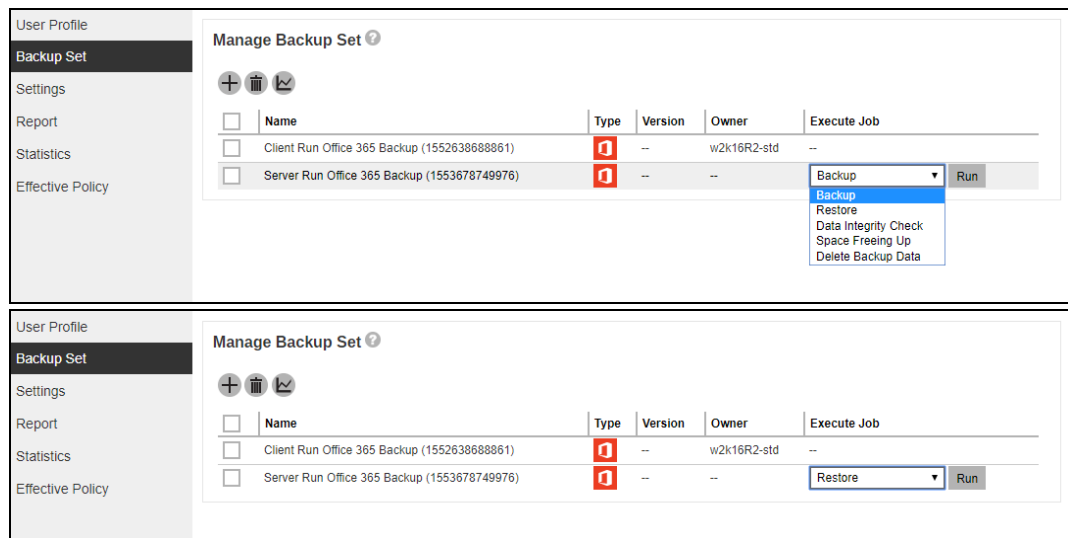 User Profile
Backup Set
Settings
Report
Statistics
Effective Policy
Manage Backup Set ?
Name Type Version Owner Execute Job
Client Run Office 365 Backup (1552638688861) -- w2k16R2-std --
Server Run Office 365 Backup (1553678749976) -- -- Backup Run
Backup
Restore
Data Integrity Check
Space Freeing Up
Delete Backup Data
User Profile
Backup Set
Settings
Report
Statistics
Effective Policy
Manage Backup Set ?
Name Type Version Owner Execute Job
Client Run Office 365 Backup (1552638688861) -- w2k16R2-std --
Server Run Office 365 Backup (1553678749976) -- -- Restore Run